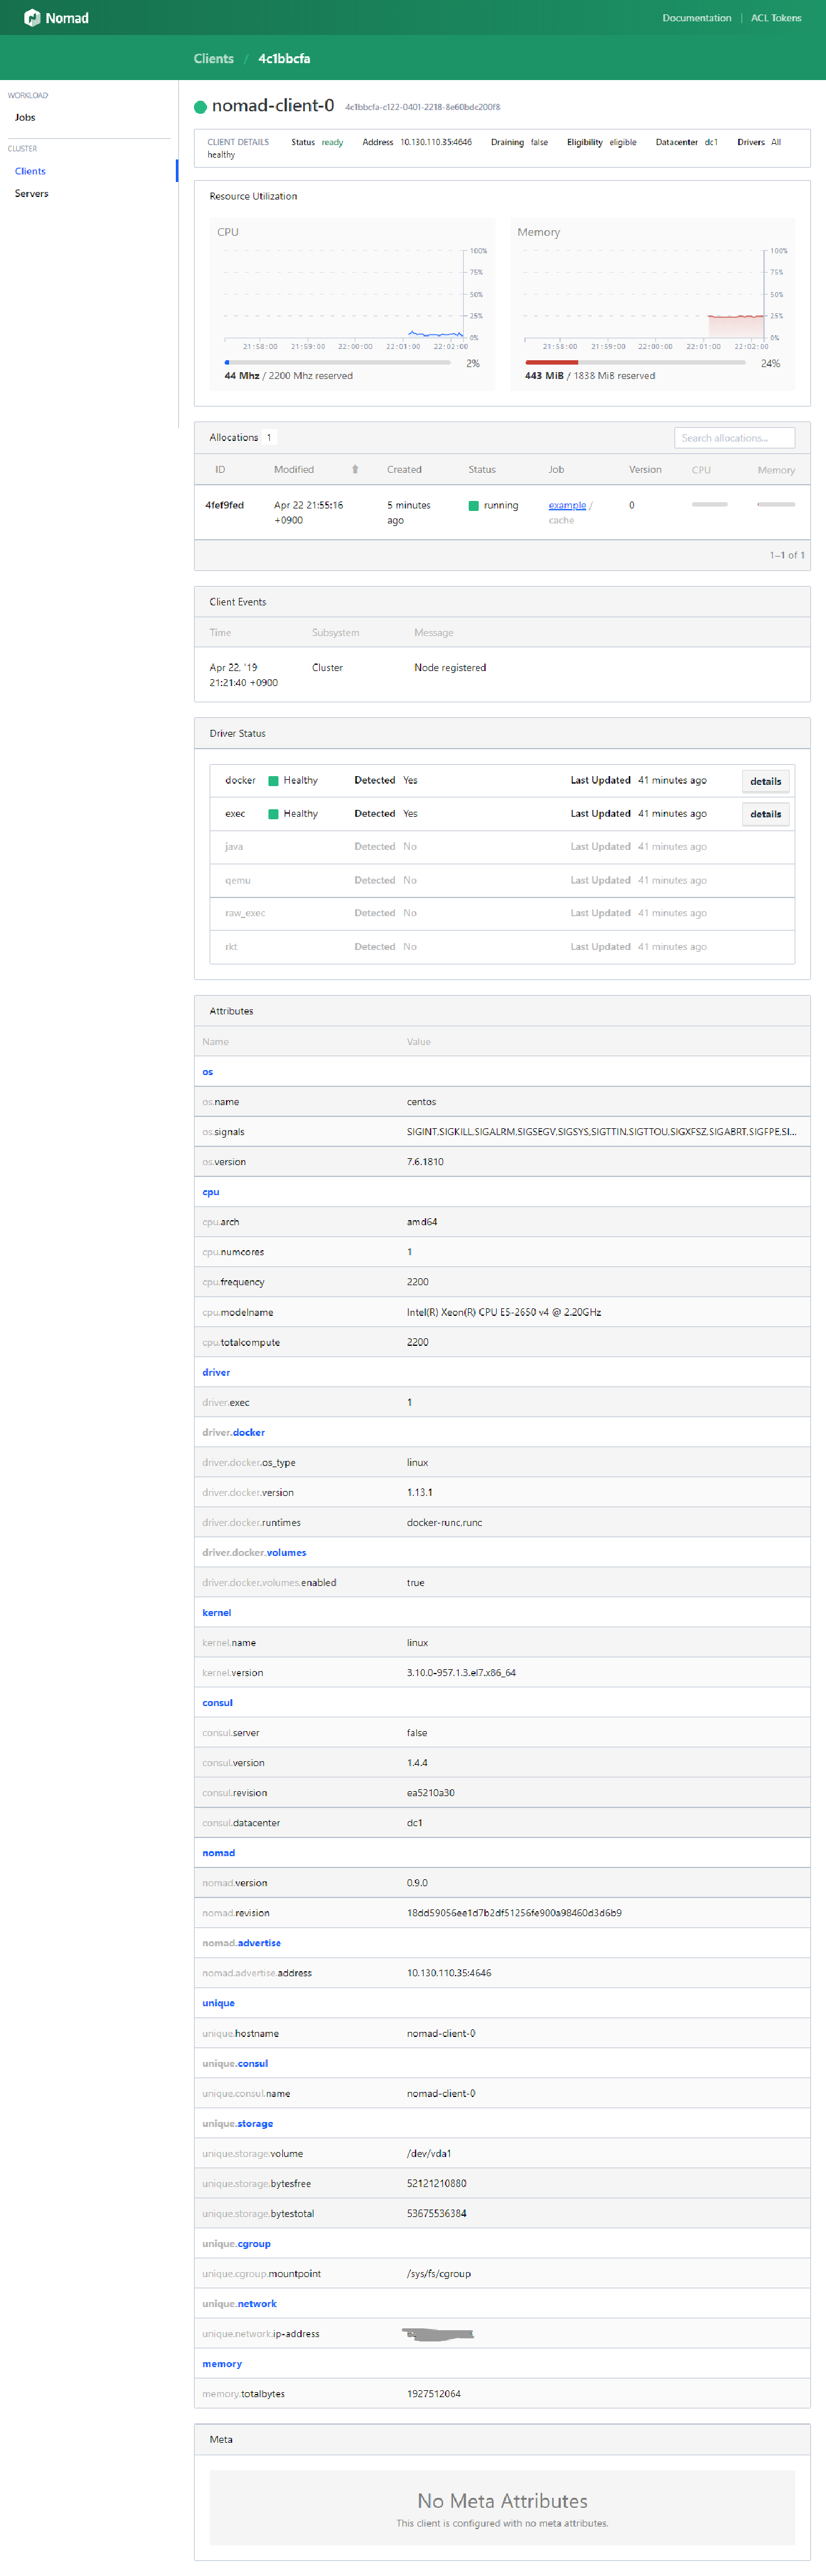 Nomad
Documentation | ACL Tokens
Clients / 4c1bbcfa
WORKLOAD
Jobs
CLUSTER
Clients
Servers
nomad-client-0 4c1bbcfa-c122-0401-2218-8e60bdc200f8
CLIENT DETAILS Status ready Address 10.130.110.35:4646 Draining false Eligibility eligible Datacenter dc1 Drivers All
healthy
Resource Utilization
CPU
100%
75%
50%
25%
0%
21:58:00 21:59:00 22:00:00 22:01:00 22:02:00
2%
44 Mhz / 2200 Mhz reserved
Memory
100%
75%
50%
25%
0%
21:58:00 21:59:00 22:00:00 22:01:00 22:02:00
24%
443 MiB / 1838 MiB reserved
Allocations 1 Search allocations...
ID Modified Created Status Job Version CPU Memory
4fef9fed Apr 22 21:55:16 5 minutes running example / 0
+0900 ago cache
1–1 of 1
Client Events
Time Subsystem Message
Apr 22, '19 Cluster Node registered
21:21:40 +0900
Driver Status
docker Healthy Detected Yes Last Updated 41 minutes ago details
exec Healthy Detected Yes Last Updated 41 minutes ago details
java Detected No Last Updated 41 minutes ago
qemu Detected No Last Updated 41 minutes ago
raw_exec Detected No Last Updated 41 minutes ago
rkt Detected No Last Updated 41 minutes ago
Attributes
Name Value
os
os.name centos
os.signals SIGINT,SIGKILL,SIGALRM,SIGSEGV,SIGSYS,SIGTTIN,SIGTTOU,SIGXFSZ,SIGABRT,SIGFPE,SI...
os.version 7.6.1810
cpu
cpu.arch amd64
cpu.numcores 1
cpu.frequency 2200
cpu.modelname Intel(R) Xeon(R) CPU E5-2650 v4 @ 2.20GHz
cpu.totalcompute 2200
driver
driver.exec 1
driver.docker
driver.docker.os_type linux
driver.docker.version 1.13.1
driver.docker.runtimes docker-runc,runc
driver.docker.volumes
driver.docker.volumes.enabled true
kernel
kernel.name linux
kernel.version 3.10.0-957.1.3.el7.x86_64
consul
consul.server false
consul.version 1.4.4
consul.revision ea5210a30
consul.datacenter dc1
nomad
nomad.version 0.9.0
nomad.revision 18dd59056ee1d7b2df51256fe900a98460d3d6b9
nomad.advertise
nomad.advertise.address 10.130.110.35:4646
unique
unique.hostname nomad-client-0
unique.consul
unique.consul.name nomad-client-0
unique.storage
unique.storage.volume /dev/vda1
unique.storage.bytesfree 52121210880
unique.storage.bytestotal 53675536384
unique.cgroup
unique.cgroup.mountpoint /sys/fs/cgroup
unique.network
unique.network.ip-address
memory
memory.totalbytes 1927512064
Meta
No Meta Attributes
This client is configured with no meta attributes.